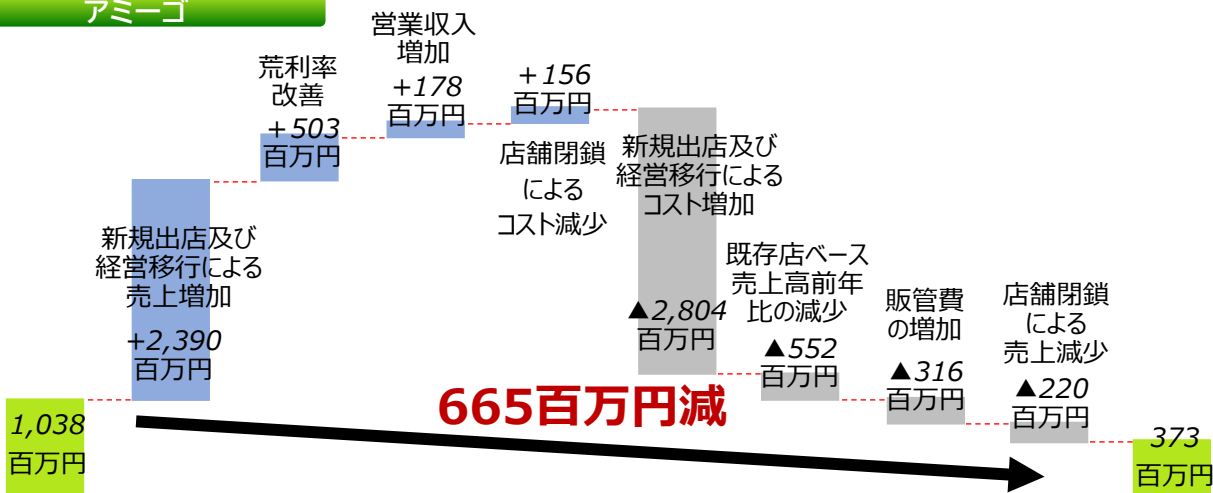 アミーゴ
1,038
百万円
新規出店及び
経営移行による
売上増加
+2,390
百万円
荒利率
改善
+503
百万円
営業収入
増加
+178
百万円
+156
百万円
店舗閉鎖
による
コスト減少
新規出店及び
経営移行による
コスト増加
▲2,804
百万円
既存店ベース
売上高前年
比の減少
▲552
百万円
販管費
の増加
▲316
百万円
店舗閉鎖
による
売上減少
▲220
百万円
373
百万円
665百万円減